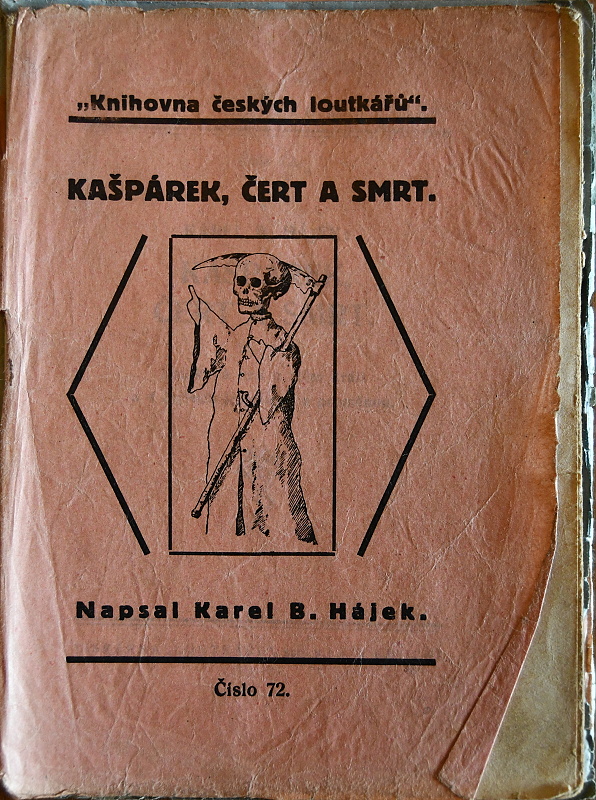 „Knihovna českých loutkářů“.
KAŠPÁREK, ČERT A SMRT.
Napsal Karel B. Hájek.
Číslo 72.